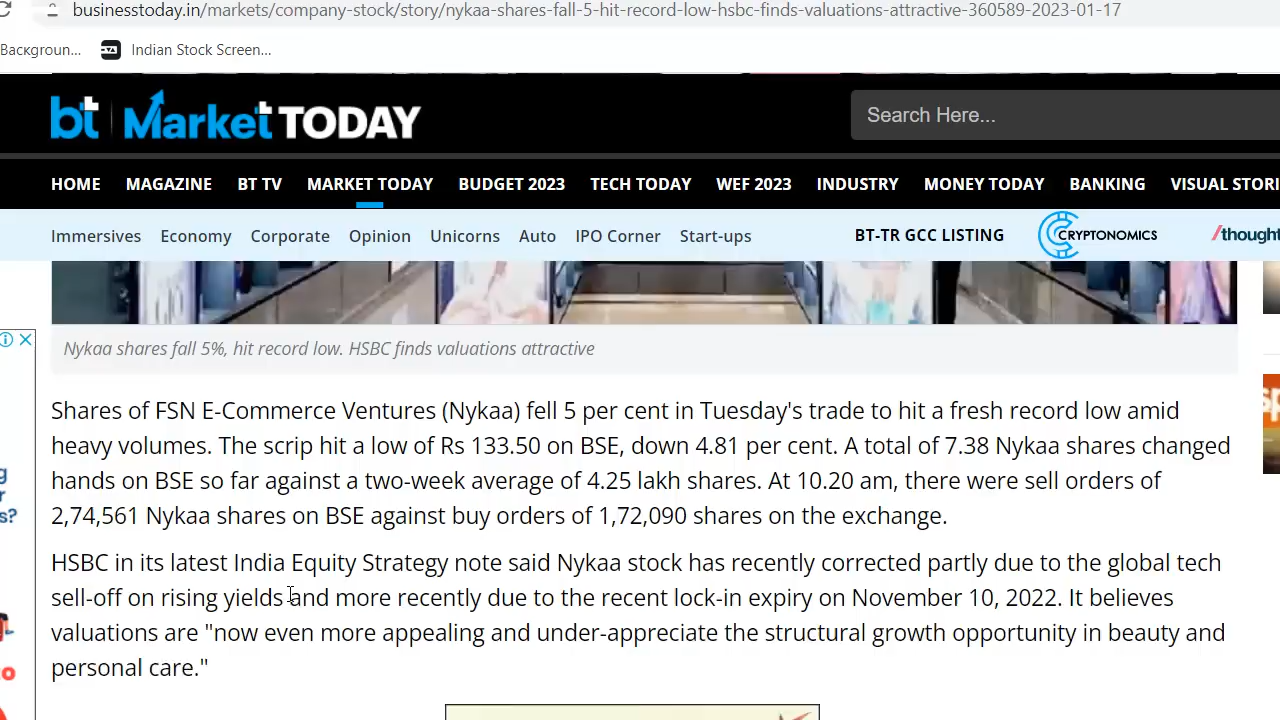 businesstoday.in/markets/company-stock/story/nykaa-shares-fall-5-hit-record-low-hsbc-finds-valuations-attractive-360589-2023-01-17
Backgroun... Indian Stock Screen...
bt Market TODAY Search Here...
HOME MAGAZINE BT TV MARKET TODAY BUDGET 2023 TECH TODAY WEF 2023 INDUSTRY MONEY TODAY BANKING VISUAL STORI
Immersives Economy Corporate Opinion Unicorns Auto IPO Corner Start-ups BT-TR GCC LISTING CRYPTONOMICS /thought
Nykaa shares fall 5%, hit record low. HSBC finds valuations attractive
Shares of FSN E-Commerce Ventures (Nykaa) fell 5 per cent in Tuesday's trade to hit a fresh record low amid
heavy volumes. The scrip hit a low of Rs 133.50 on BSE, down 4.81 per cent. A total of 7.38 Nykaa shares changed
hands on BSE so far against a two-week average of 4.25 lakh shares. At 10.20 am, there were sell orders of
2,74,561 Nykaa shares on BSE against buy orders of 1,72,090 shares on the exchange.
HSBC in its latest India Equity Strategy note said Nykaa stock has recently corrected partly due to the global tech
sell-off on rising yields and more recently due to the recent lock-in expiry on November 10, 2022. It believes
valuations are "now even more appealing and under-appreciate the structural growth opportunity in beauty and
personal care."